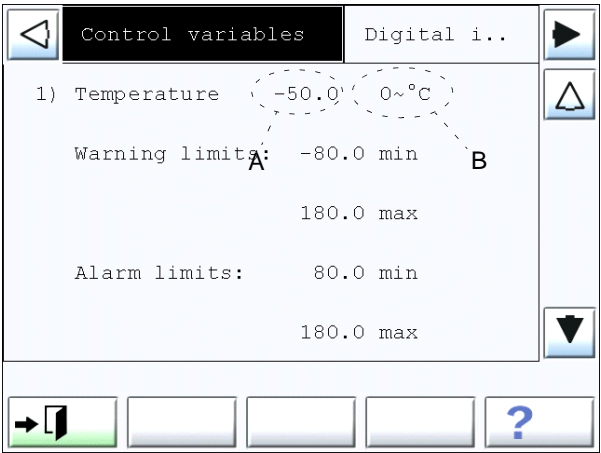 Control variables Digital i..
1) Temperature -50.0 0~°C
A B
Warning limits: -80.0 min
180.0 max
Alarm limits: 80.0 min
180.0 max
?